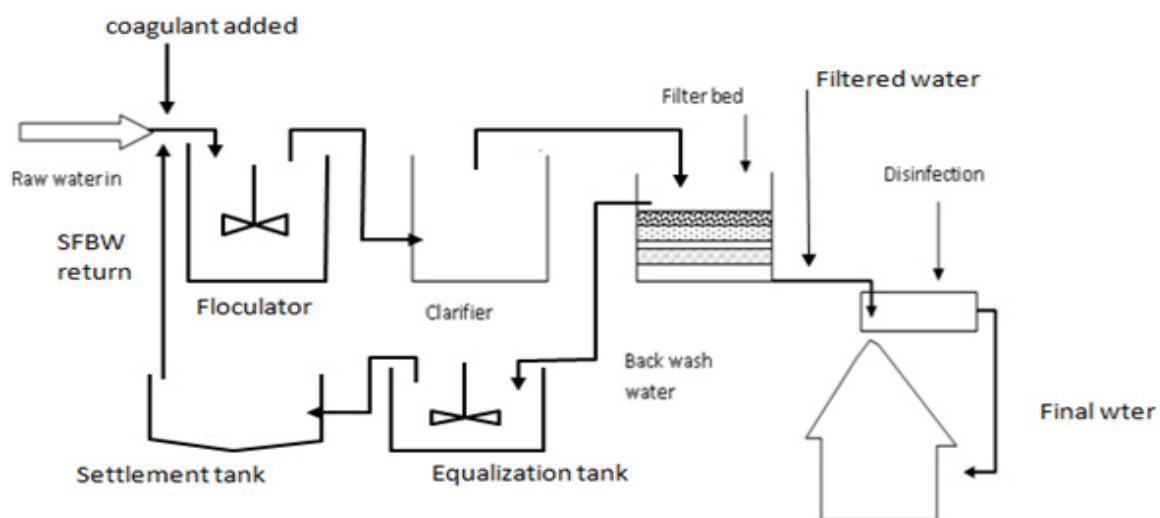 coagulant added
Filtered water
Filter bed
Raw water in
Disinfection
SFBW
return
Floculator
Clarifier
Back wash
water
Final wter
Settlement tank
Equalization tank